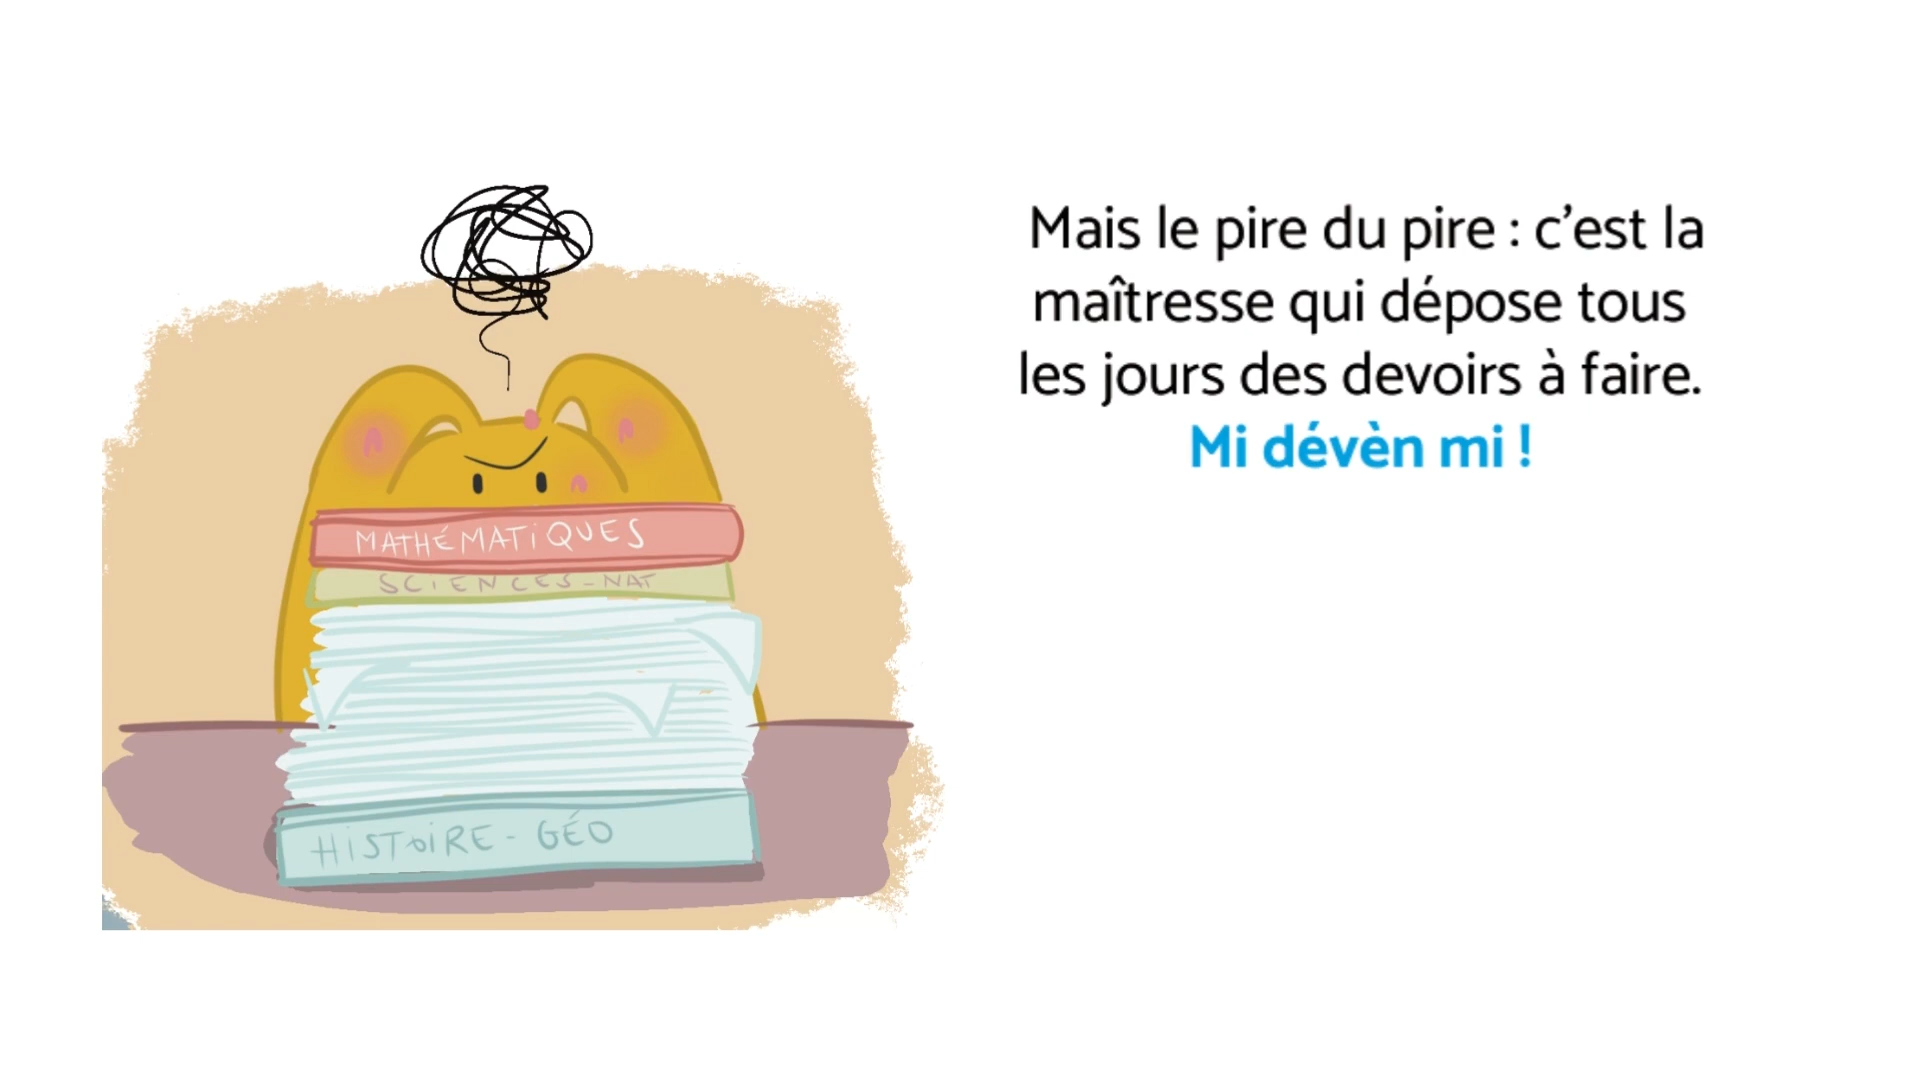 Mais le pire du pire : c’est la
maîtresse qui dépose tous
les jours des devoirs à faire.
Mi dévèn mi !
MATHÉMATiQUES
SCiENCES-NAT
HiSToiRE - GÉO